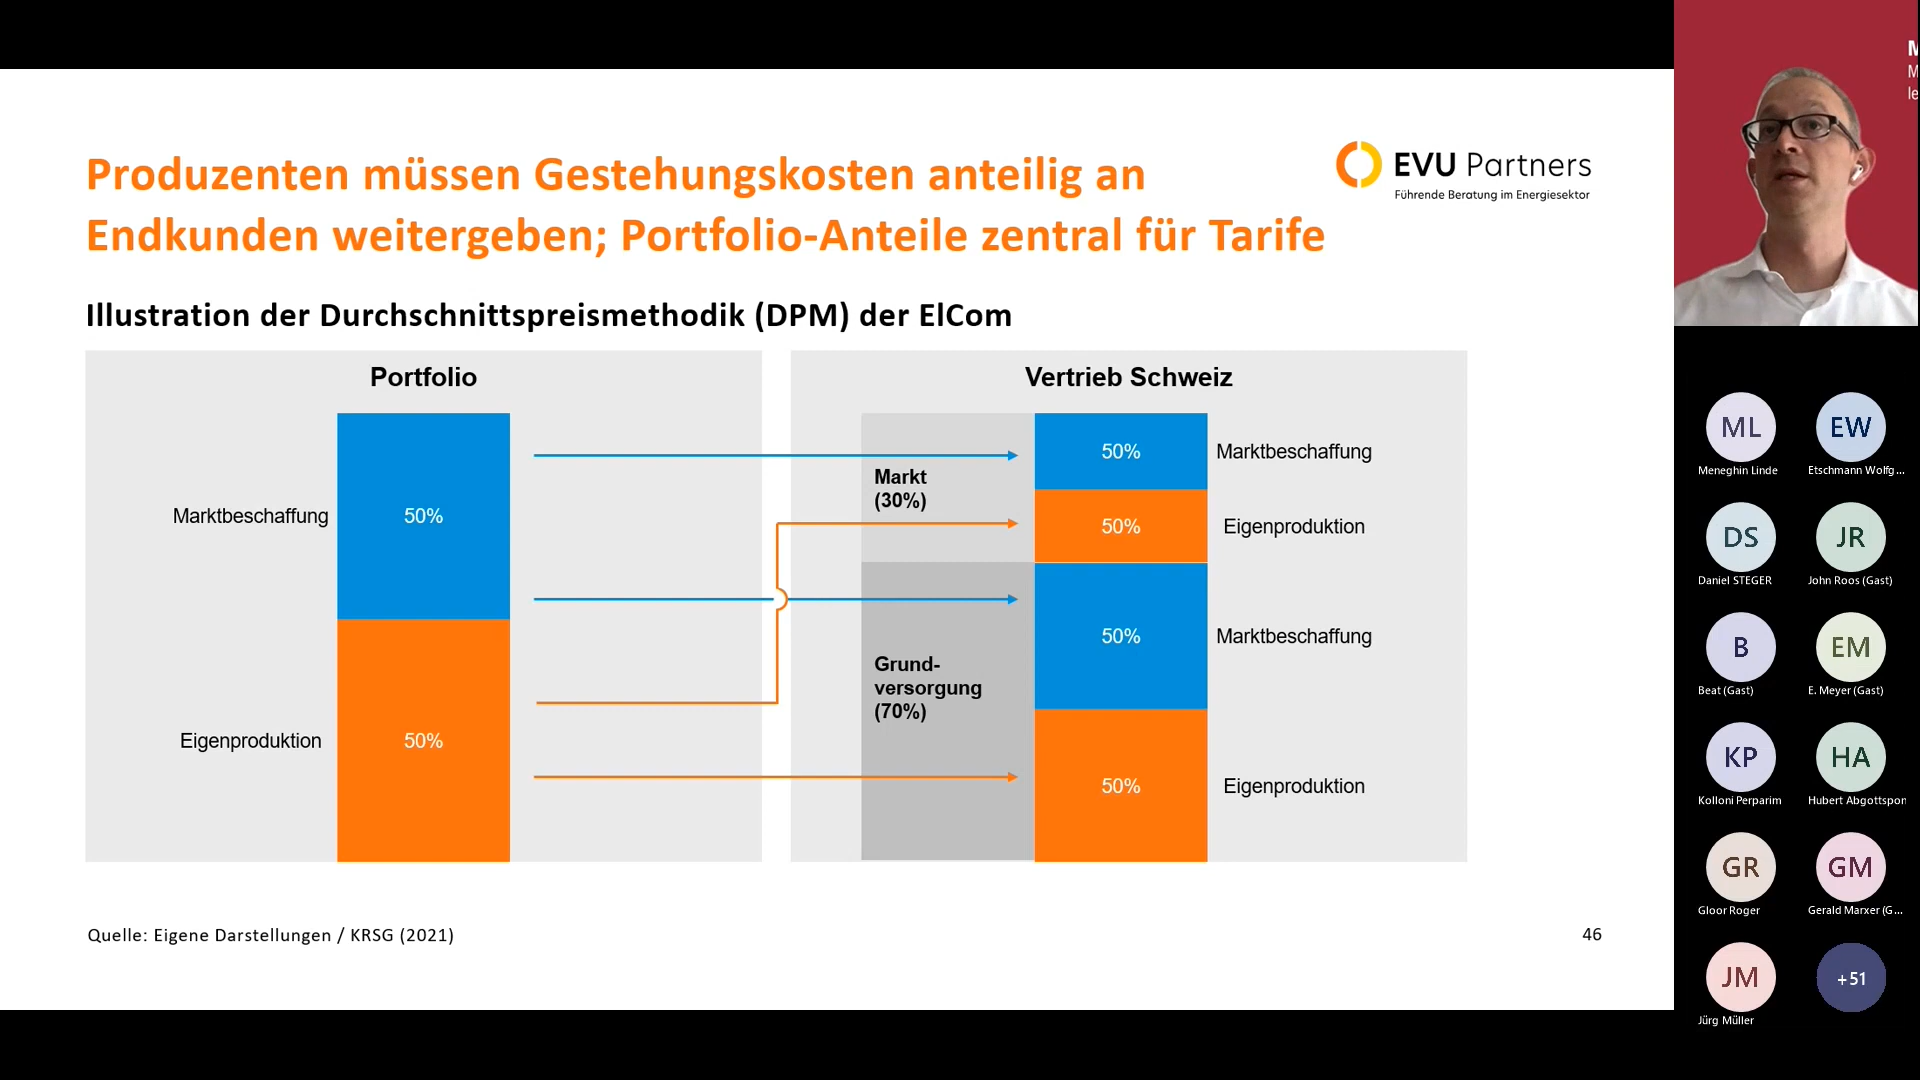 Produzenten müssen Gestehungskosten anteilig an
Endkunden weitergeben; Portfolio-Anteile zentral für Tarife
EVU Partners
Führende Beratung im Energiesektor
Illustration der Durchschnittspreismethodik (DPM) der ElCom
Portfolio
Marktbeschaffung
50%
Eigenproduktion
50%
Vertrieb Schweiz
Markt
(30%)
50%
Marktbeschaffung
50%
Eigenproduktion
Grund-
versorgung
(70%)
50%
Marktbeschaffung
50%
Eigenproduktion
Quelle: Eigene Darstellungen / KRSG (2021)
46
M
M
le
ML
Meneghin Linde
EW
Etschmann Wolfg...
DS
Daniel STEGER
JR
John Roos (Gast)
B
Beat (Gast)
EM
E. Meyer (Gast)
KP
Kolloni Perparim
HA
Hubert Abgottspon
GR
Gloor Roger
GM
Gerald Marxer (G...
JM
Jürg Müller
+51